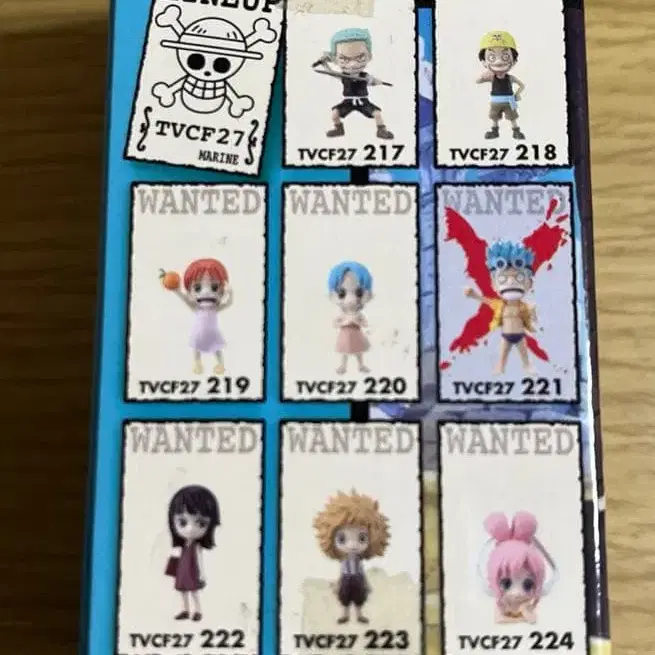 LINEUP
TVCF27
MARINE
TVCF27 217
TVCF27 218
WANTED
WANTED
WANTED
TVCF27 219
TVCF27 220
TVCF27 221
WANTED
WANTED
WANTED
TVCF27 222
TVCF27 223
TVCF27 224